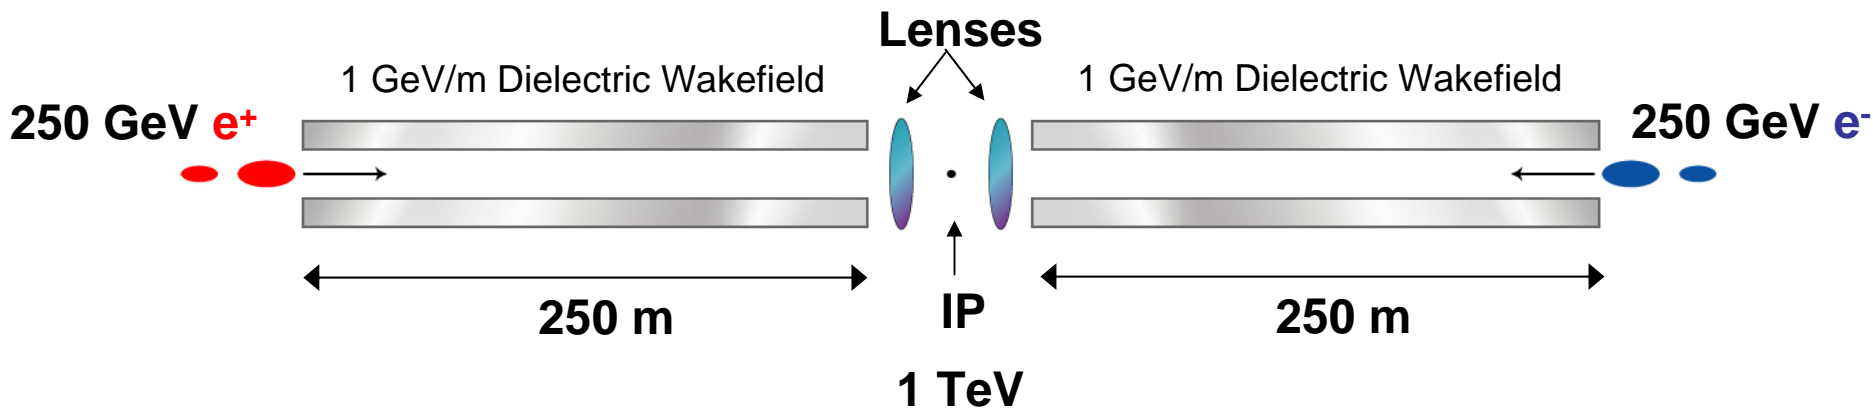 Lenses
1 GeV/m Dielectric Wakefield
1 GeV/m Dielectric Wakefield
250 GeV e+
250 GeV e-
250 m
IP
250 m
1 TeV